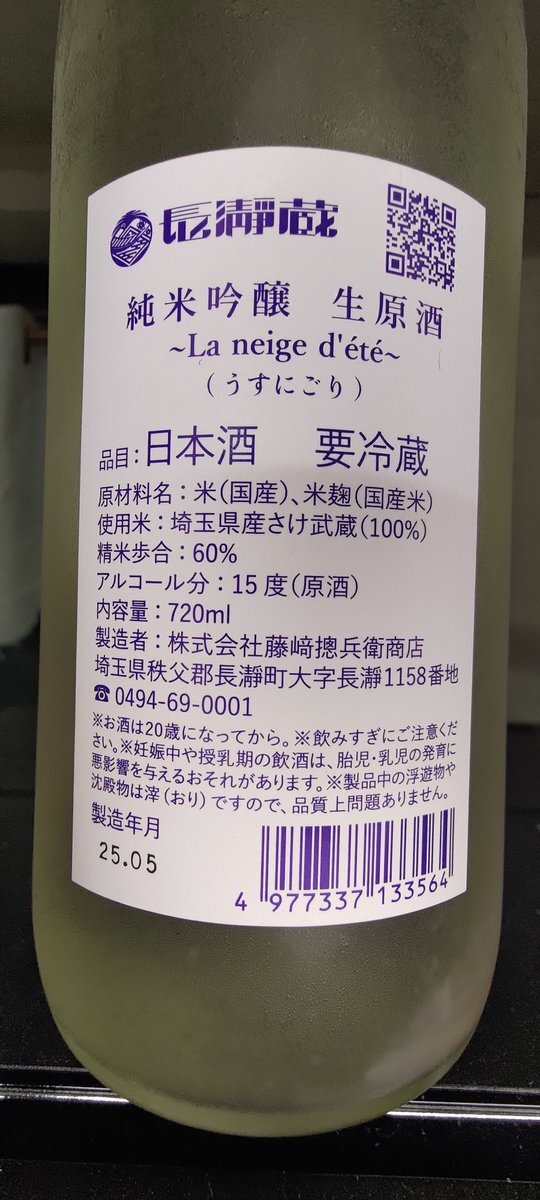 長瀞蔵
純米吟醸 生原酒
~La neige d'été~
(うすにごり)
品目:日本酒 要冷蔵
原材料名:米(国産)、米麹(国産米)
使用米:埼玉県産さけ武蔵(100%)
精米歩合:60%
アルコール分:15度(原酒)
内容量:720ml
製造者:株式会社藤﨑摠兵衛商店
埼玉県秩父郡長瀞町大字長瀞1158番地
☎0494-69-0001
※お酒は20歳になってから。※飲みすぎにご注意くだ
さい。※妊娠中や授乳期の飲酒は、胎児・乳児の発育に
悪影響を与えるおそれがあります。※製品中の浮遊物や
沈殿物は滓(おり)ですので、品質上問題ありません。
製造年月
25.05
4 977337 133564